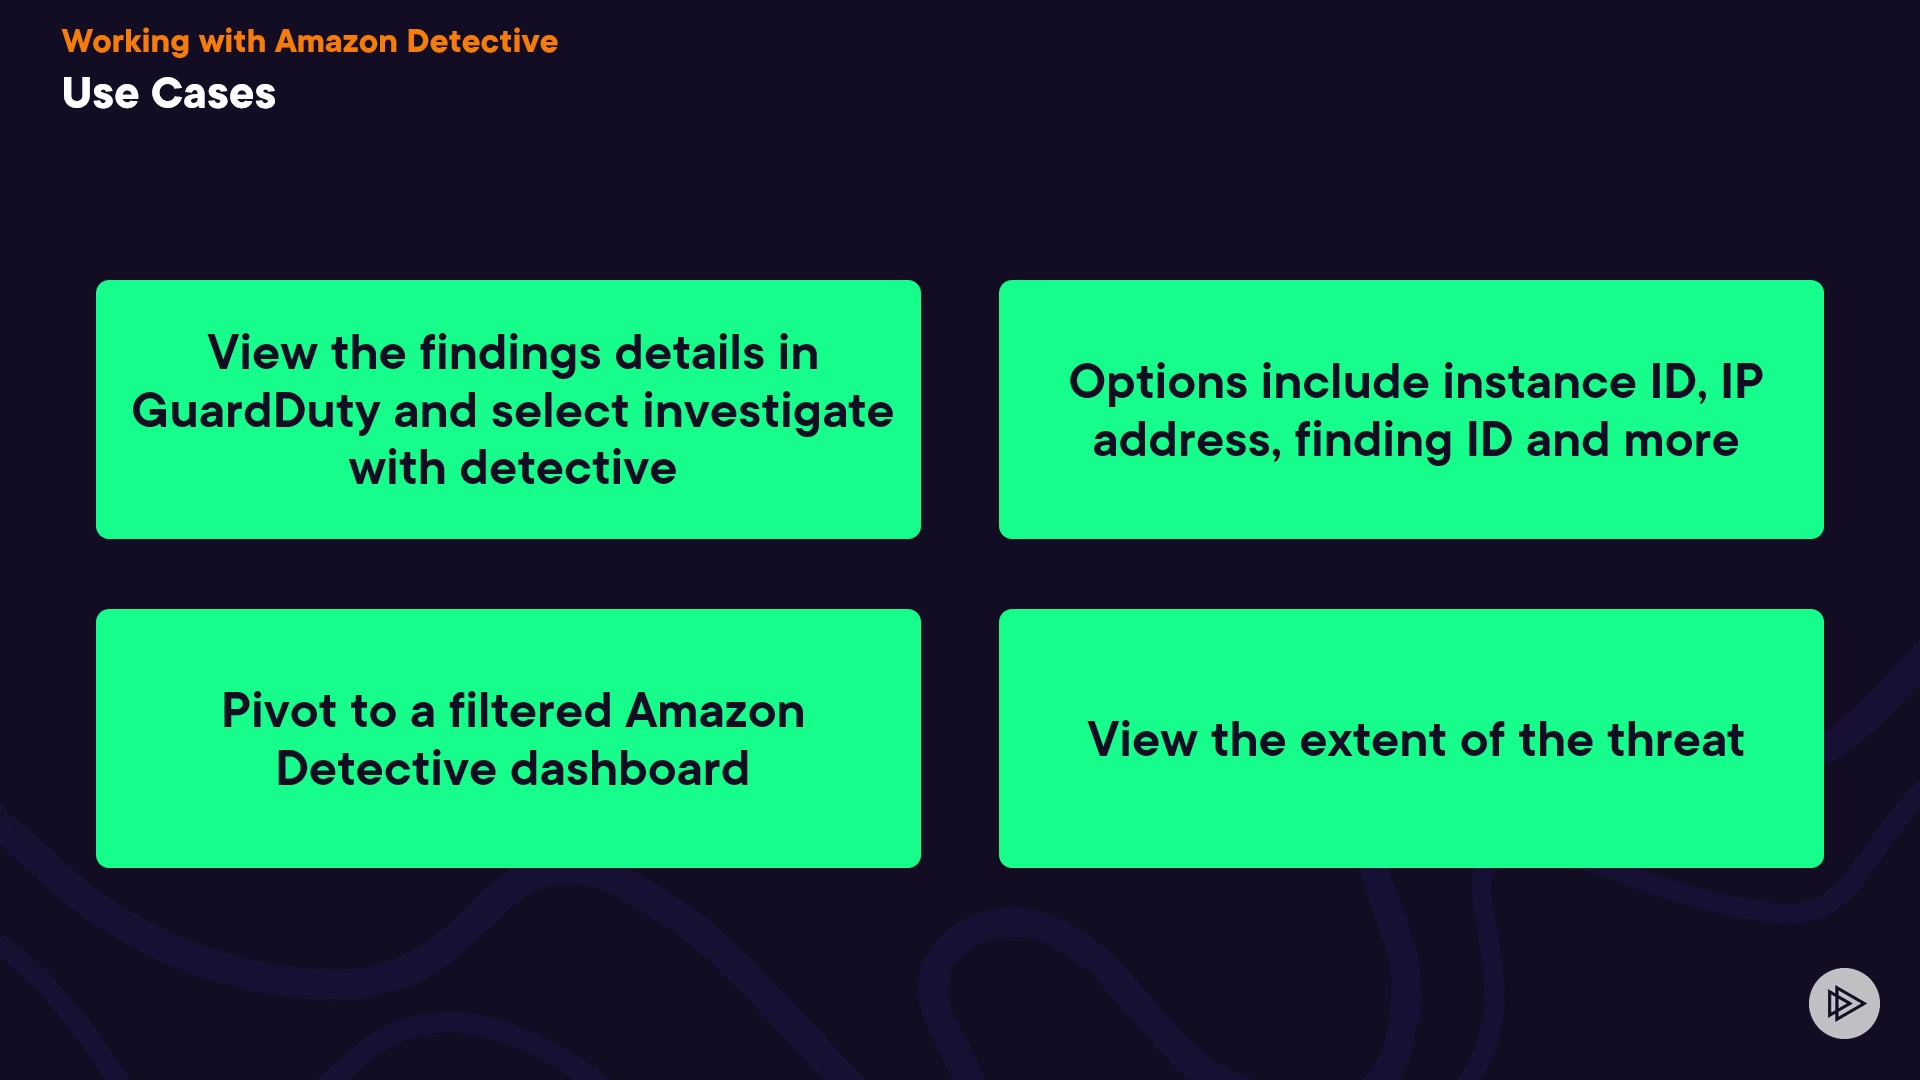 Working with Amazon Detective
Use Cases
View the findings details in
GuardDuty and select investigate
with detective
Options include instance ID, IP
address, finding ID and more
Pivot to a filtered Amazon
Detective dashboard
View the extent of the threat